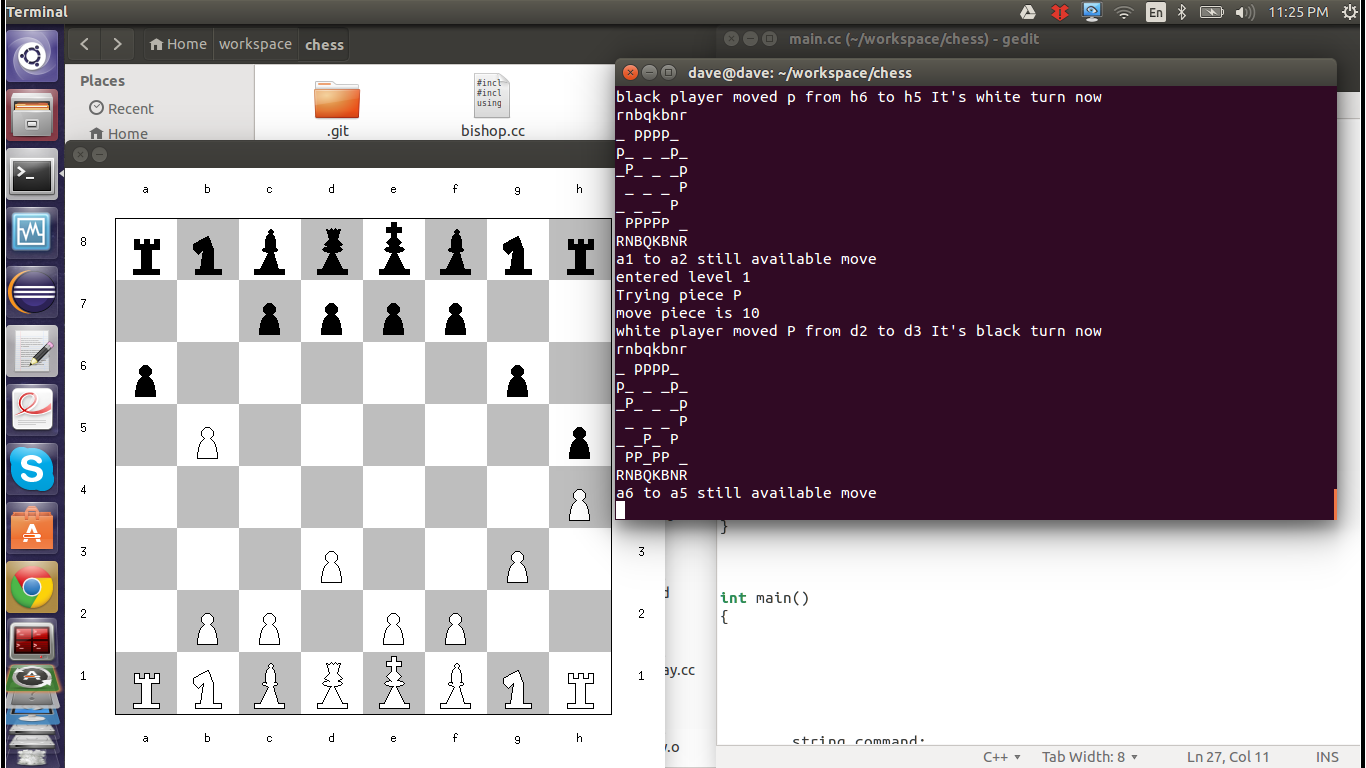 Terminal
En
11:25 PM
Home workspace chess
main.cc (~/workspace/chess) - gedit
Places
Recent
Home
.git
#incl
#incl
using
bishop.cc
dave@dave: ~/workspace/chess
black player moved p from h6 to h5 It's white turn now
rnbqkbnr
_ pppp_
p_ _ _p_
_P_ _ _p
 _ _ _ P
_ _ _ P
 PPPPP _
RNBQKBNR
a1 to a2 still available move
entered level 1
Trying piece P
move piece is 10
white player moved P from d2 to d3 It's black turn now
rnbqkbnr
_ pppp_
p_ _ _p_
_P_ _ _p
 _ _ _ P
_ _P_ P
 PP_PP _
RNBQKBNR
a6 to a5 still available move
a b c d e f g h
8
7
6
5
4
3 3
2 2
1 1
a b c d e f g h
}
int main()
{
string command;
ay.cc
.o
C++ Tab Width: 8 Ln 27, Col 11 INS